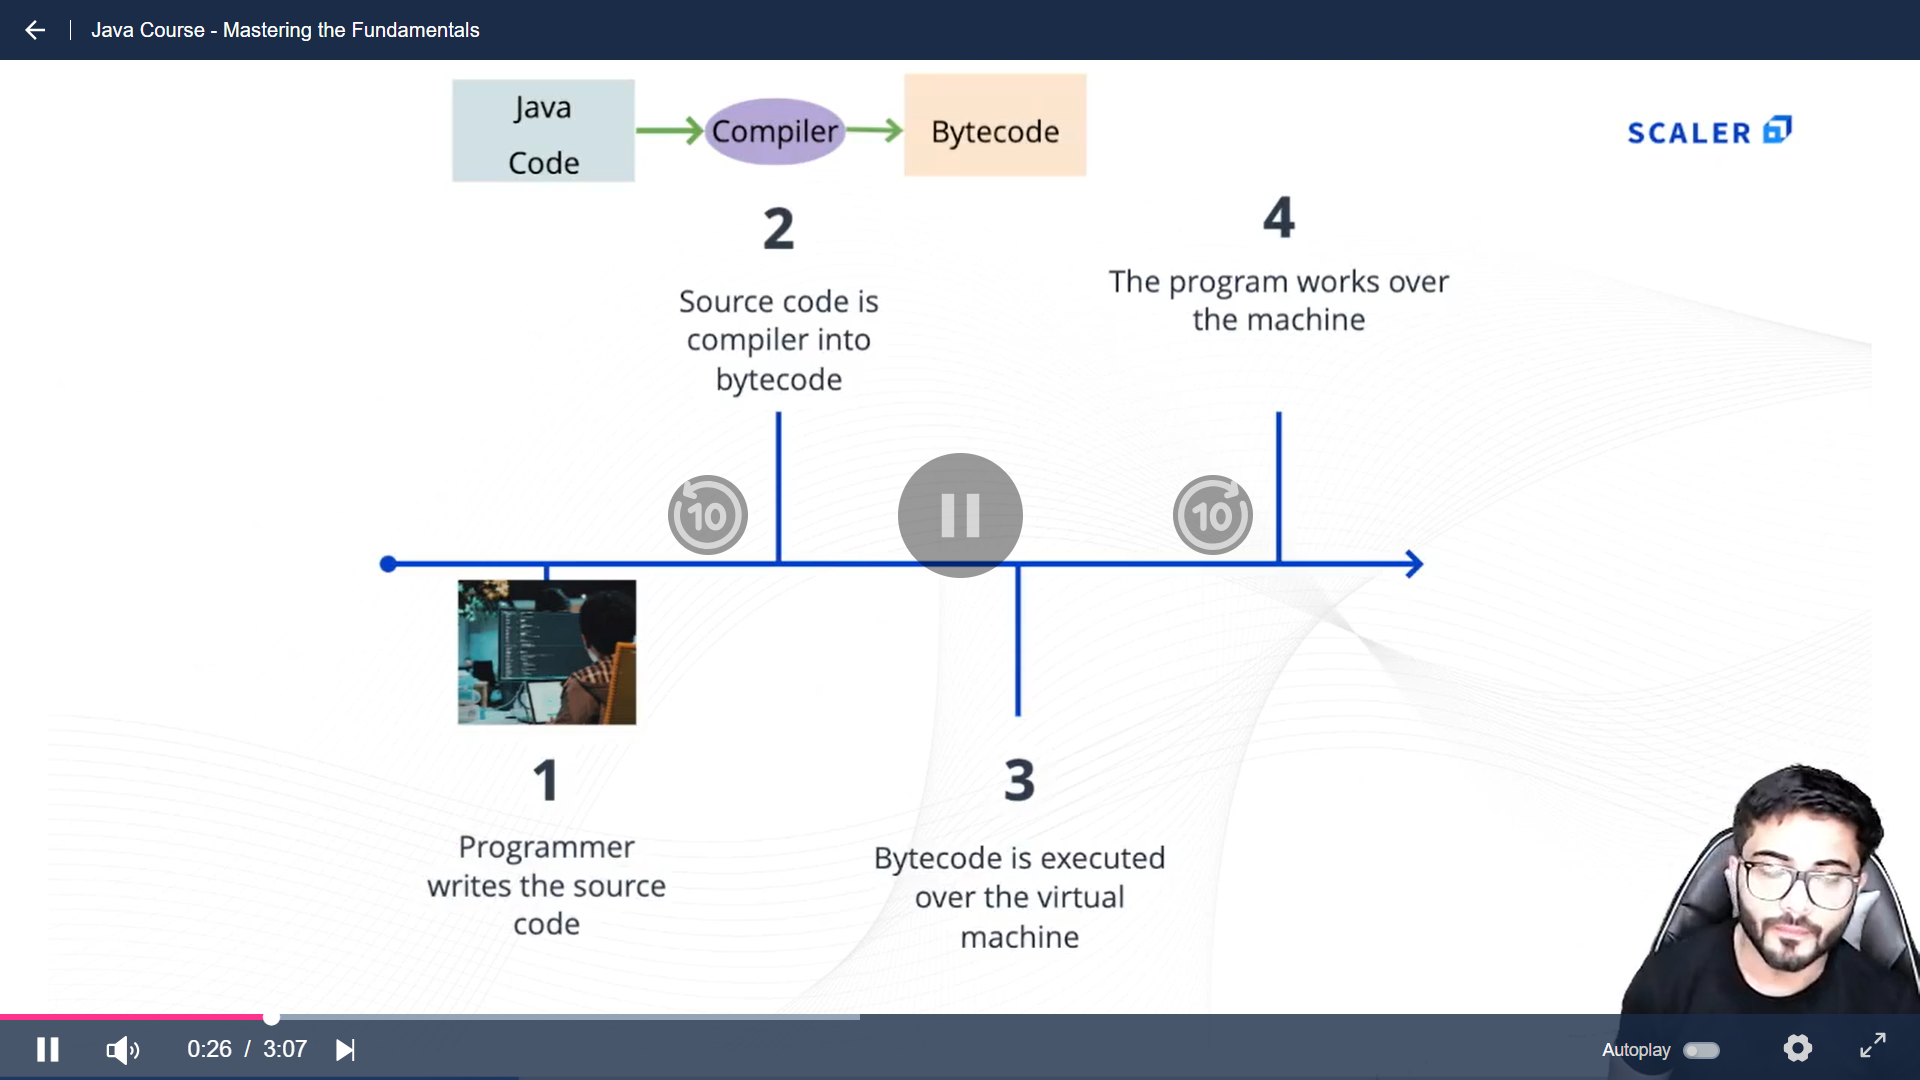 Java Course - Mastering the Fundamentals
Java
Code
Compiler
Bytecode
SCALER
2
Source code is
compiler into
bytecode
4
The program works over
the machine
10
10
1
Programmer
writes the source
code
3
Bytecode is executed
over the virtual
machine
0:26 / 3:07
Autoplay